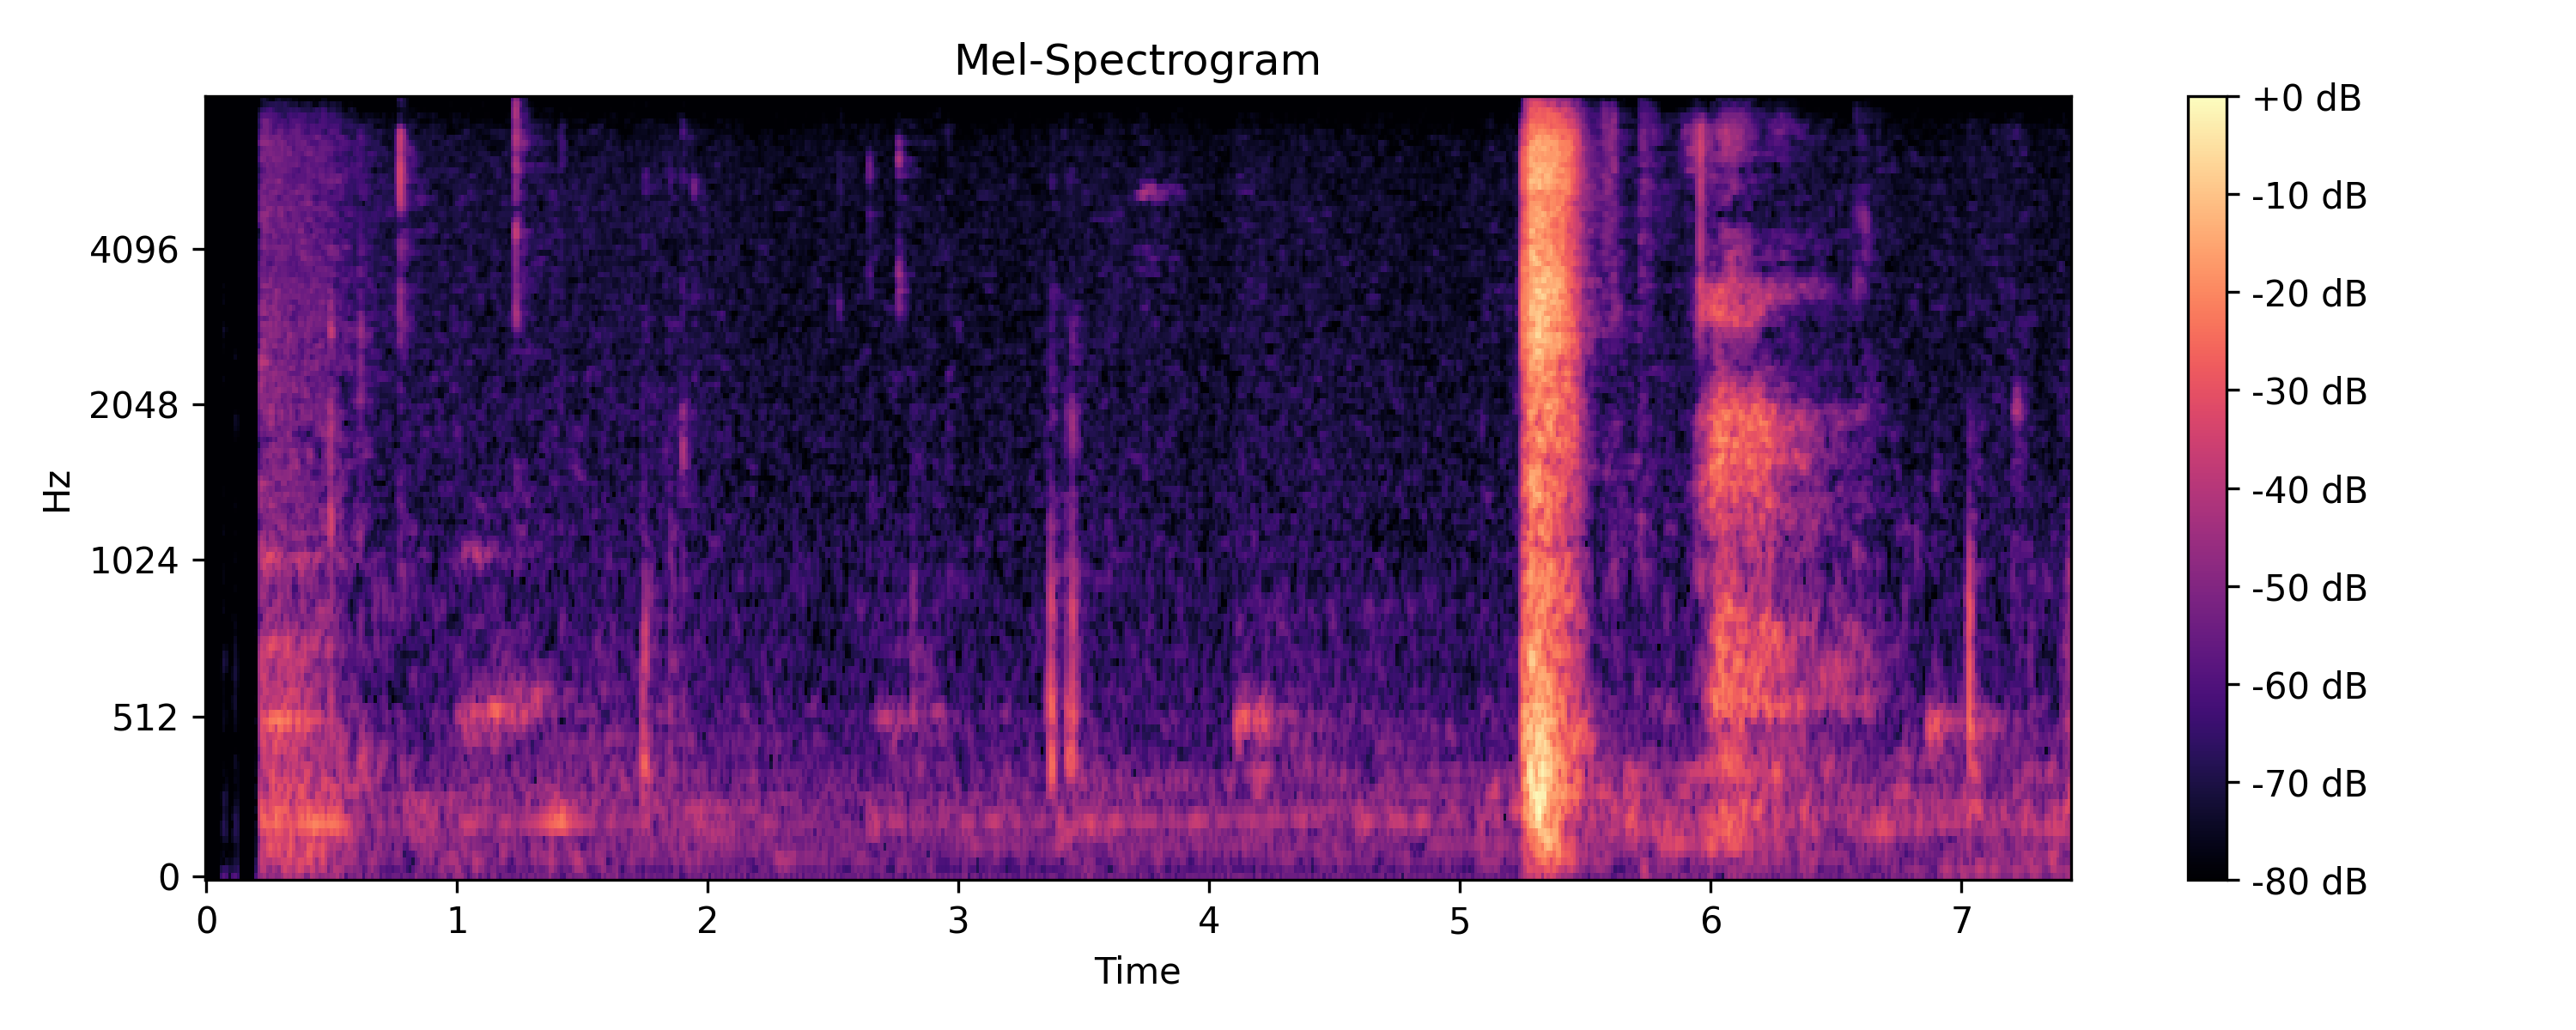 Mel-Spectrogram
Hz
4096
2048
1024
512
0
0 1 2 3 4 5 6 7
Time
+0 dB
-10 dB
-20 dB
-30 dB
-40 dB
-50 dB
-60 dB
-70 dB
-80 dB